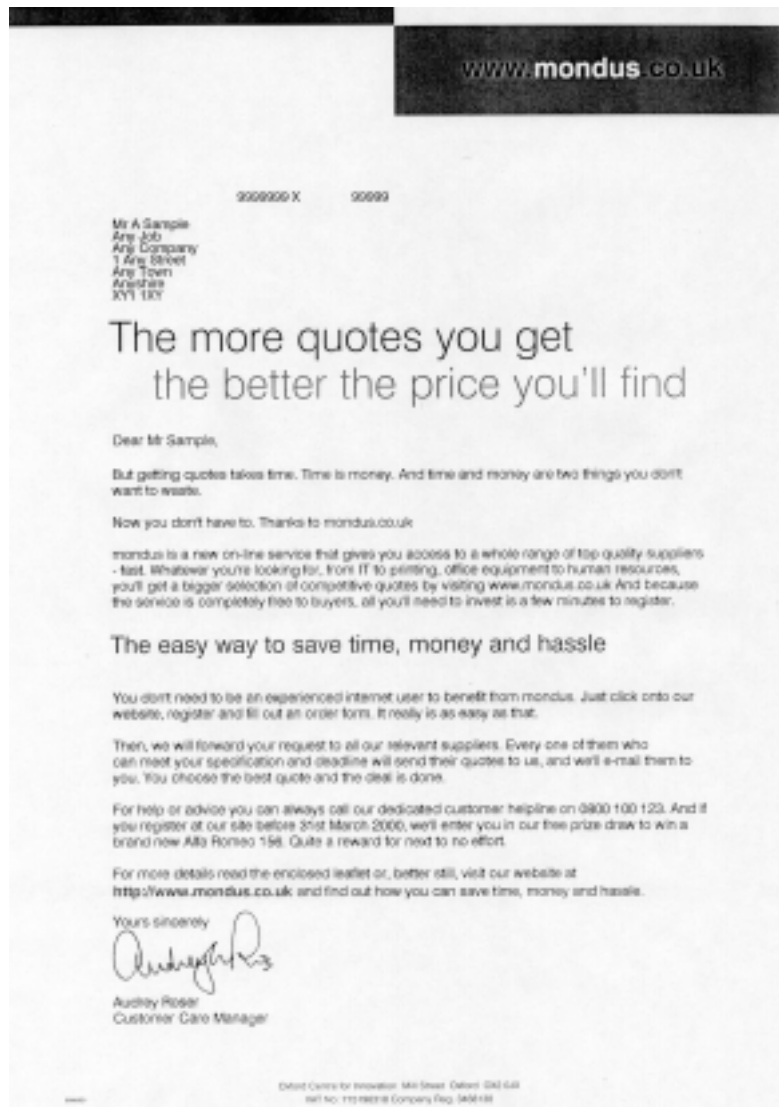 www.mondus.co.uk
9999999 X 99999
Mr A Sample
Any Job
Any Company
1 Any Street
Any Town
Anyshire
XY1 1XY
The more quotes you get
the better the price you'll find
Dear Mr Sample,
But getting quotes takes time. Time is money. And time and money are two things you don't
want to waste.
Now you don't have to. Thanks to mondus.co.uk
mondus is a new on-line service that gives you access to a whole range of top quality suppliers
- fast. Whatever you're looking for, from IT to printing, office equipment to human resources,
you'll get a bigger selection of competitive quotes by visiting www.mondus.co.uk And because
the service is completely free to buyers, all you'll need to invest is a few minutes to register.
The easy way to save time, money and hassle
You don't need to be an experienced internet user to benefit from mondus. Just click onto our
website, register and fill out an order form. It really is as easy as that.
Then, we will forward your request to all our relevant suppliers. Every one of them who
can meet your specification and deadline will send their quotes to us, and we'll e-mail them to
you. You choose the best quote and the deal is done.
For help or advice you can always call our dedicated customer helpline on 0800 100 123. And if
you register at our site before 31st March 2000, we'll enter you in our free prize draw to win a
brand new Alfa Romeo 156. Quite a reward for next to no effort.
For more details read the enclosed leaflet or, better still, visit our website at
http://www.mondus.co.uk and find out how you can save time, money and hassle.
Yours sincerely
Audrey Roser
Customer Care Manager
Oxford Centre for Innovation Mill Street Oxford
VAT No. Company Reg.